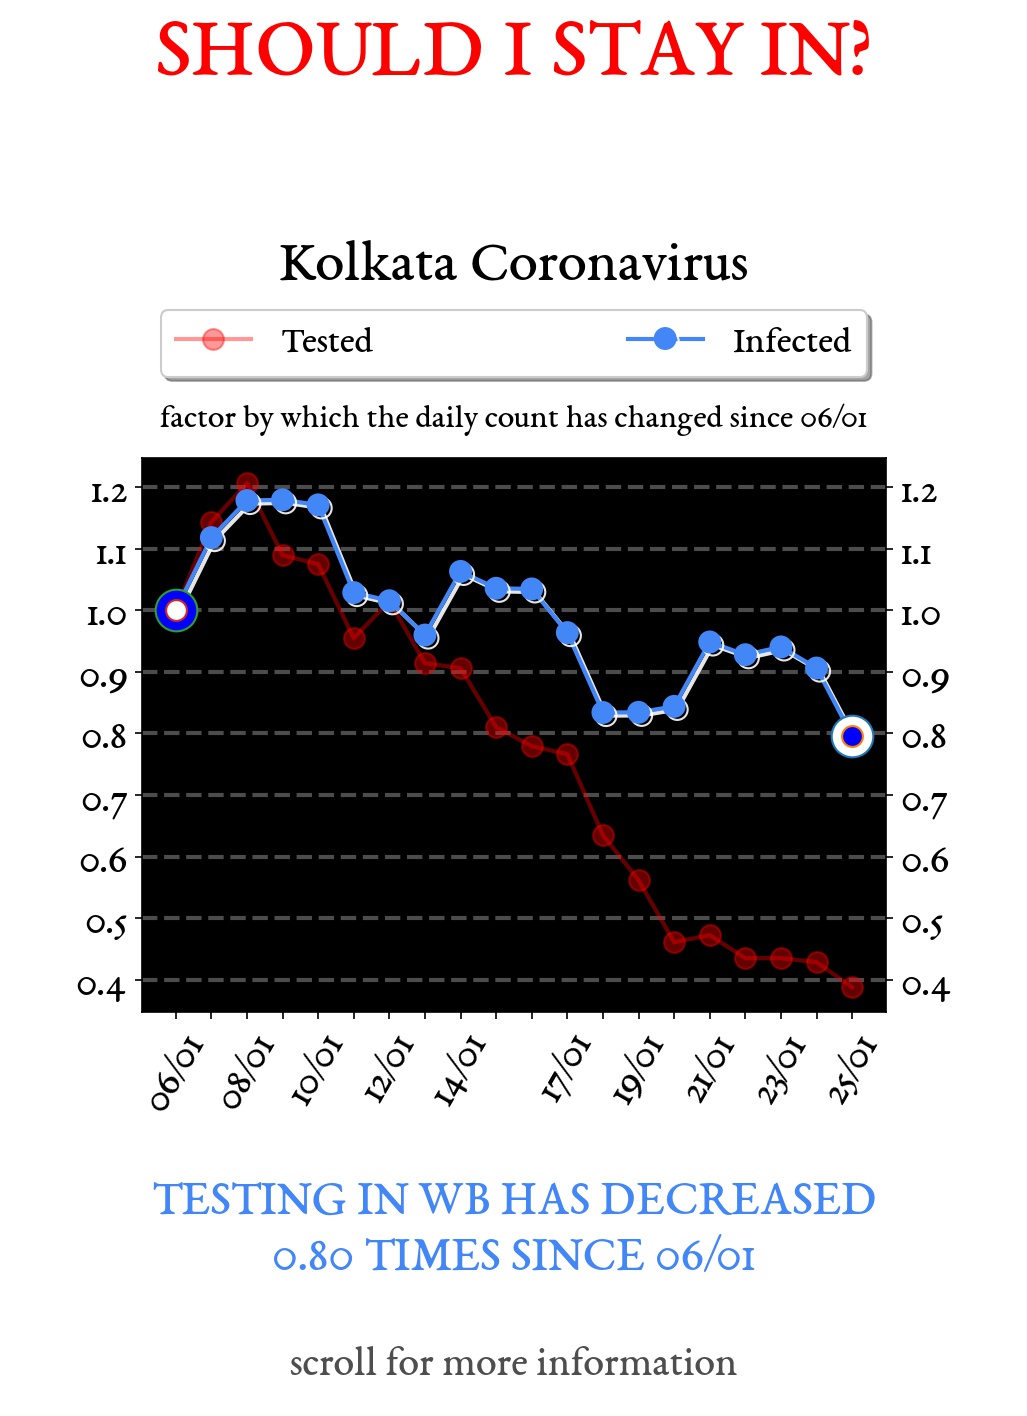 SHOULD I STAY IN?
Kolkata Coronavirus
Tested Infected
factor by which the daily count has changed since 06/01
1.2 1.2
1.1 1.1
1.0 1.0
0.9 0.9
0.8 0.8
0.7 0.7
0.6 0.6
0.5 0.5
0.4 0.4
06/01 08/01 10/01 12/01 14/01 17/01 19/01 21/01 23/01 25/01
TESTING IN WB HAS DECREASED
0.80 TIMES SINCE 06/01
scroll for more information